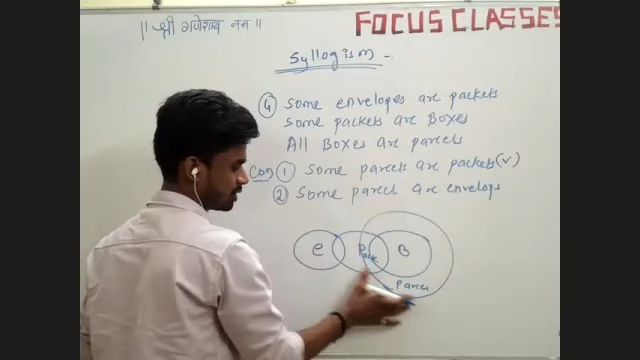 || श्री गणेशाय नमः ||
FOCUS CLASSES
Syllogism -
④ Some envelopes are packets
Some packets are Boxes
All Boxes are parcels
Con ① Some parcels are packets (✓)
② Some parcel are envelops
e Pack B
Parcel